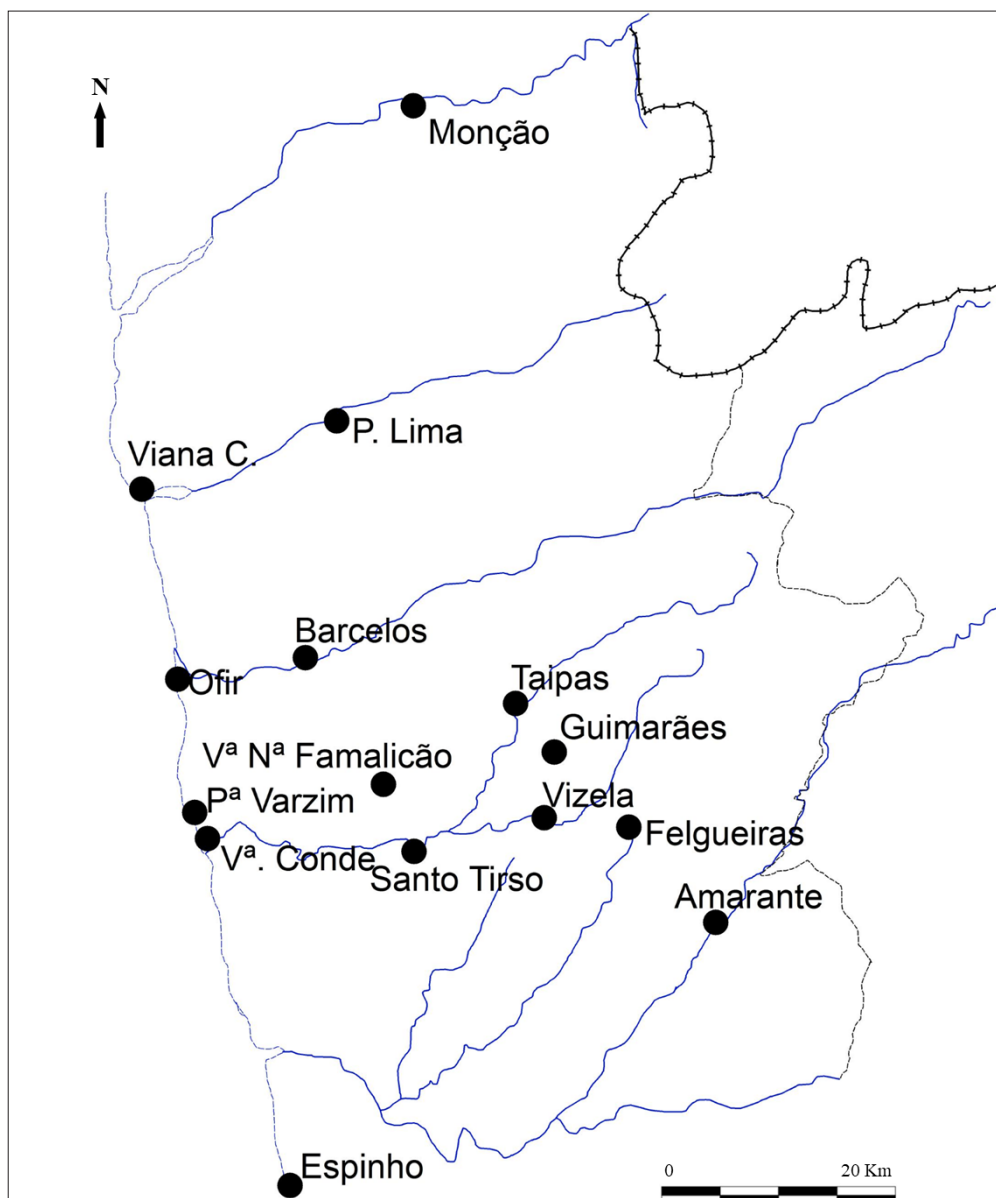 N
Monção
P. Lima
Viana C.
Barcelos
Ofir
Taipas
Guimarães
Vª Nª Famalicão
Pª Varzim
Vizela
Felgueiras
Vª. Conde
Santo Tirso
Amarante
Espinho
0 20 Km